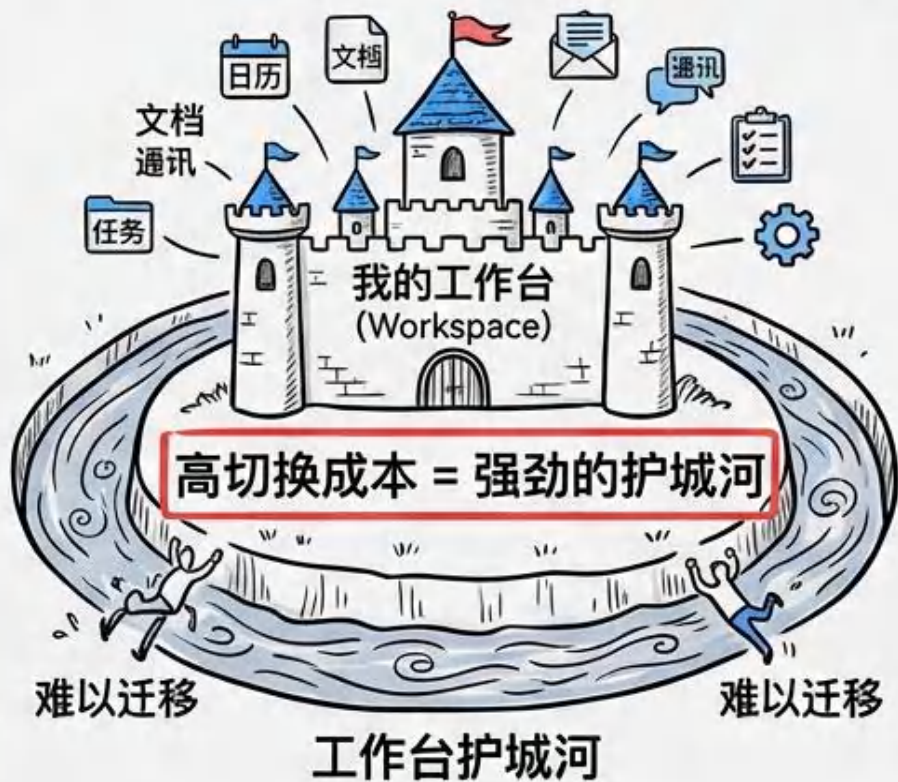 日历
文档
通讯
文档
通讯
任务
我的工作台
(Workspace)
高切换成本 = 强劲的护城河
难以迁移
难以迁移
工作台护城河